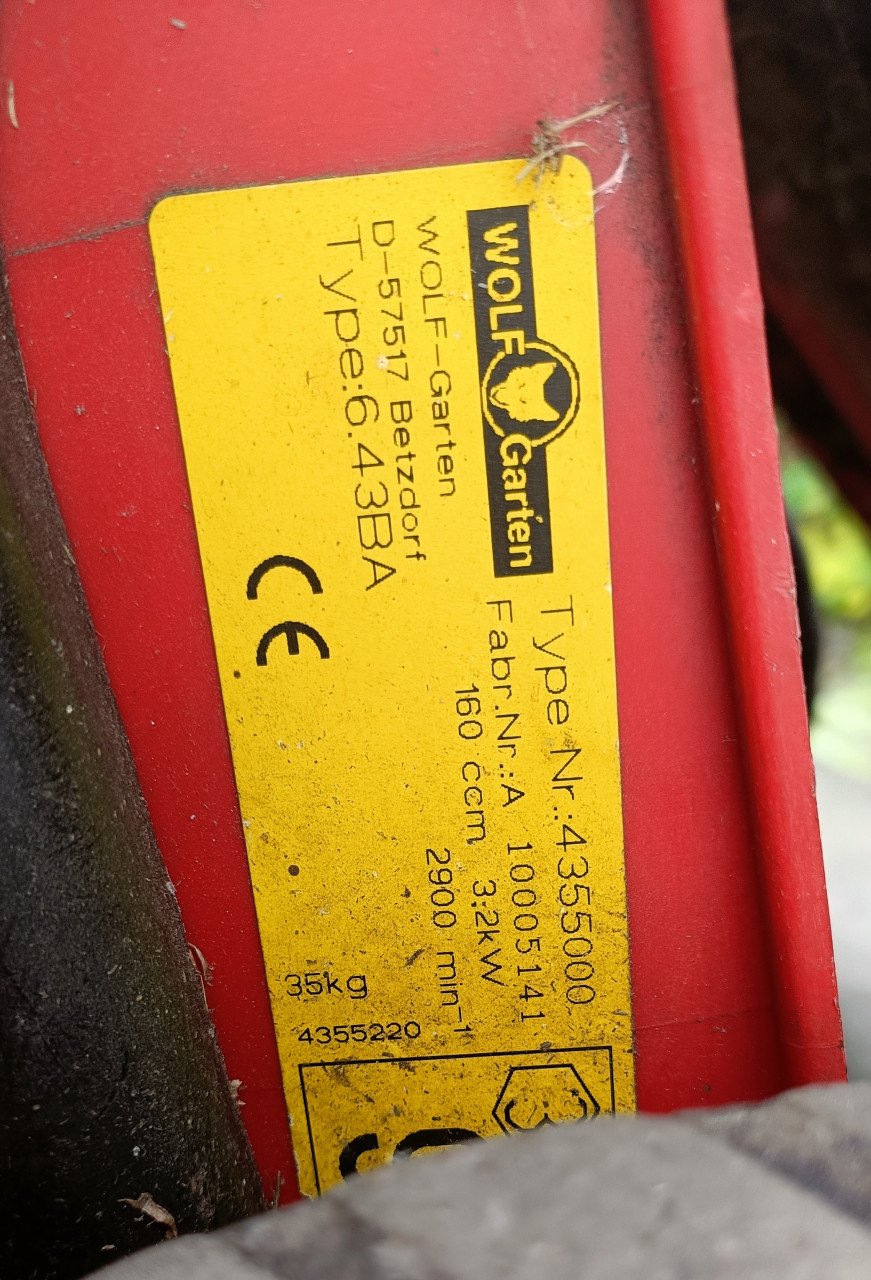 WOLF Garten
WOLF-Garten
D-57517 Betzdorf
Type:6.43BA
CE
Type Nr.:4355000
Fabr.Nr.:A 10005141
160 ccm 3.2kW
2900 min-1
35kg
4355220